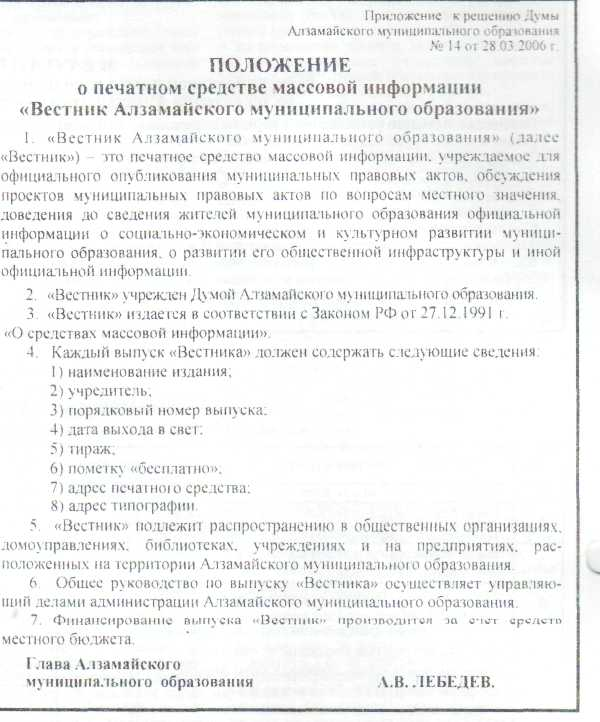 Приложение к решению Думы
Алзамайского муниципального образования
№ 14 от 28.03.2006 г.
ПОЛОЖЕНИЕ
о печатном средстве массовой информации
«Вестник Алзамайского муниципального образования»
1. «Вестник Алзамайского муниципального образования» (далее
«Вестник») – это печатное средство массовой информации, учреждаемое для
официального опубликования муниципальных правовых актов, обсуждения
проектов муниципальных правовых актов по вопросам местного значения,
доведения до сведения жителей муниципального образования официальной
информации о социально-экономическом и культурном развитии муници-
пального образования, о развитии его общественной инфраструктуры и иной
официальной информации.
2. «Вестник» учрежден Думой Алзамайского муниципального образования.
3. «Вестник» издается в соответствии с Законом РФ от 27.12.1991 г.
«О средствах массовой информации».
4. Каждый выпуск «Вестника» должен содержать следующие сведения:
1) наименование издания;
2) учредитель;
3) порядковый номер выпуска;
4) дата выхода в свет;
5) тираж;
6) пометку «бесплатно»;
7) адрес печатного средства;
8) адрес типографии.
5. «Вестник» подлежит распространению в общественных организациях,
домоуправлениях, библиотеках, учреждениях и на предприятиях, рас-
положенных на территории Алзамайского муниципального образования.
6. Общее руководство по выпуску «Вестника» осуществляет управляю-
щий делами администрации Алзамайского муниципального образования.
7. Финансирование выпуска «Вестник» производится за счет средств
местного бюджета.
Глава Алзамайского
муниципального образования А.В. ЛЕБЕДЕВ.